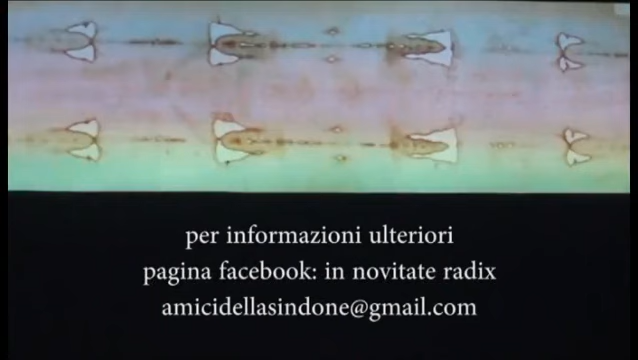 per informazioni ulteriori
pagina facebook: in novitate radix
amicidellasindone@gmail.com